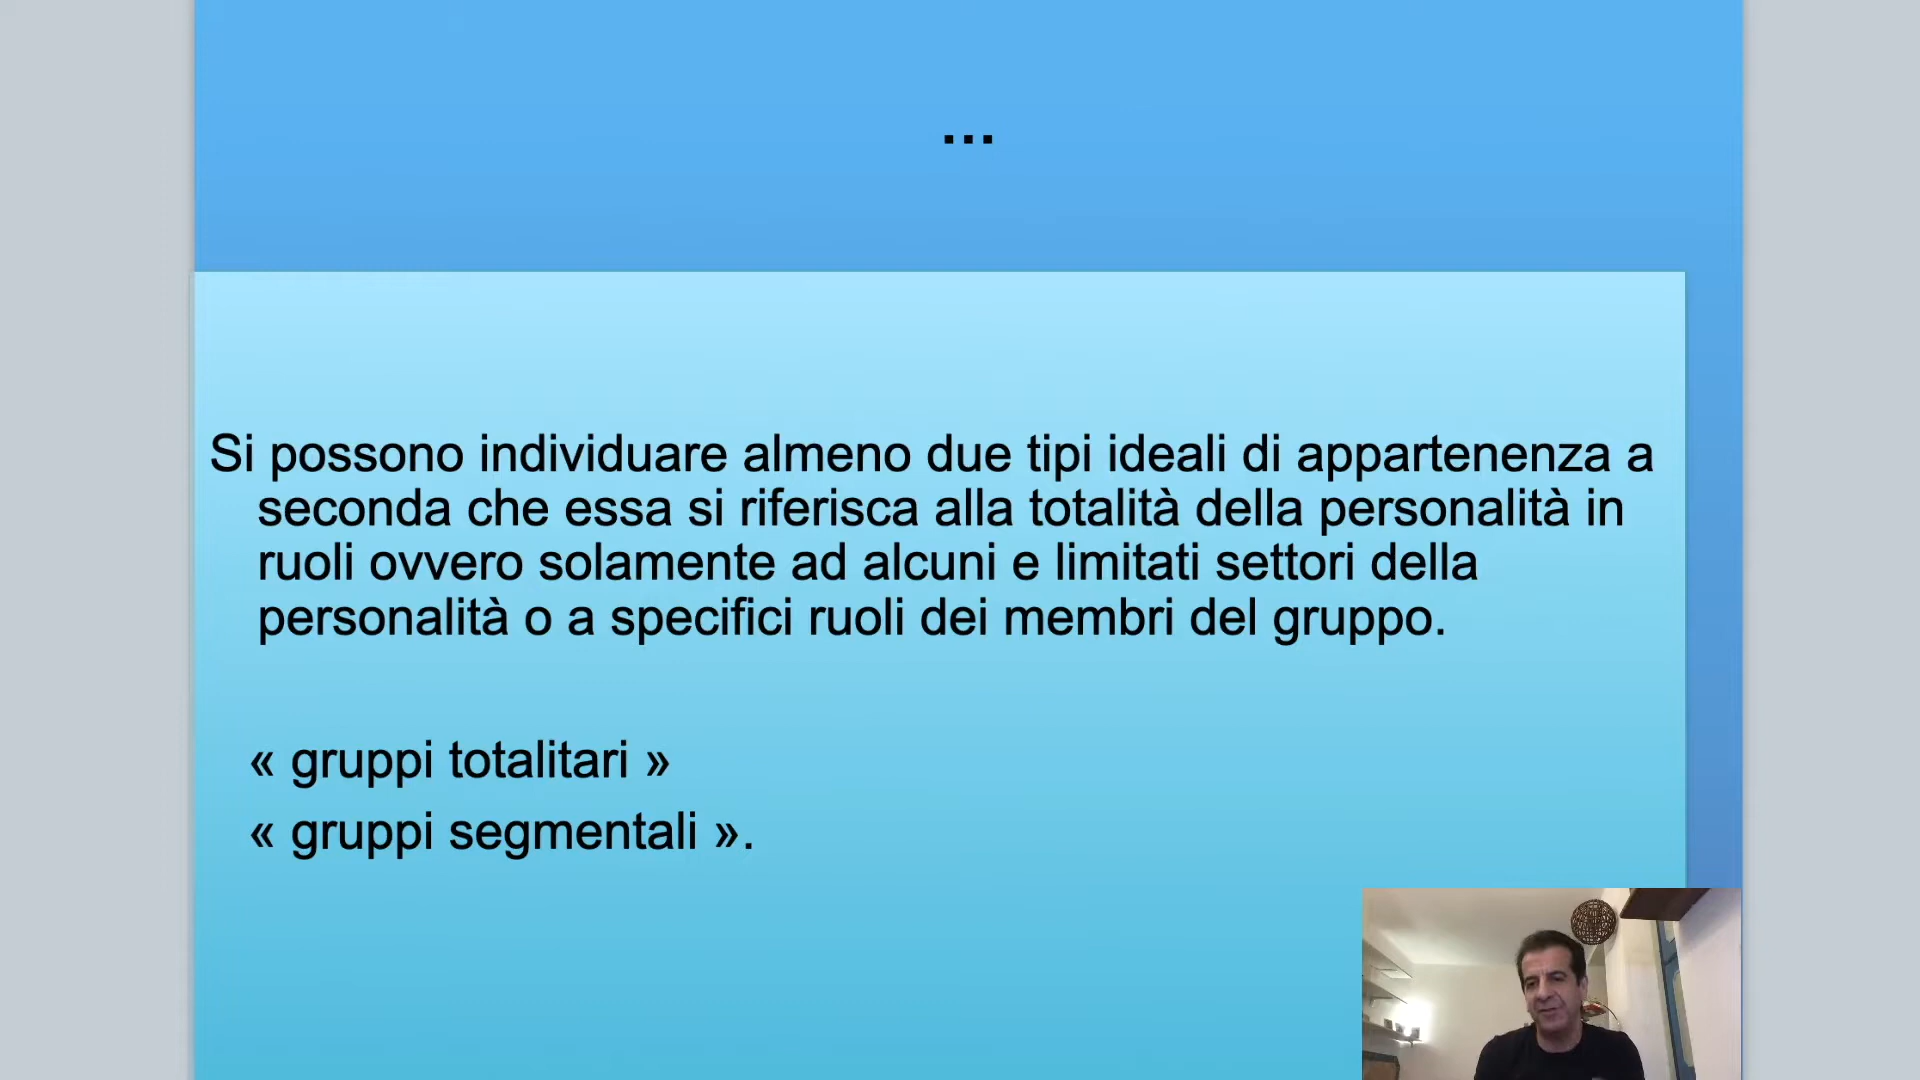 ...
Si possono individuare almeno due tipi ideali di appartenenza a
seconda che essa si riferisca alla totalità della personalità in
ruoli ovvero solamente ad alcuni e limitati settori della
personalità o a specifici ruoli dei membri del gruppo.
« gruppi totalitari »
« gruppi segmentali ».